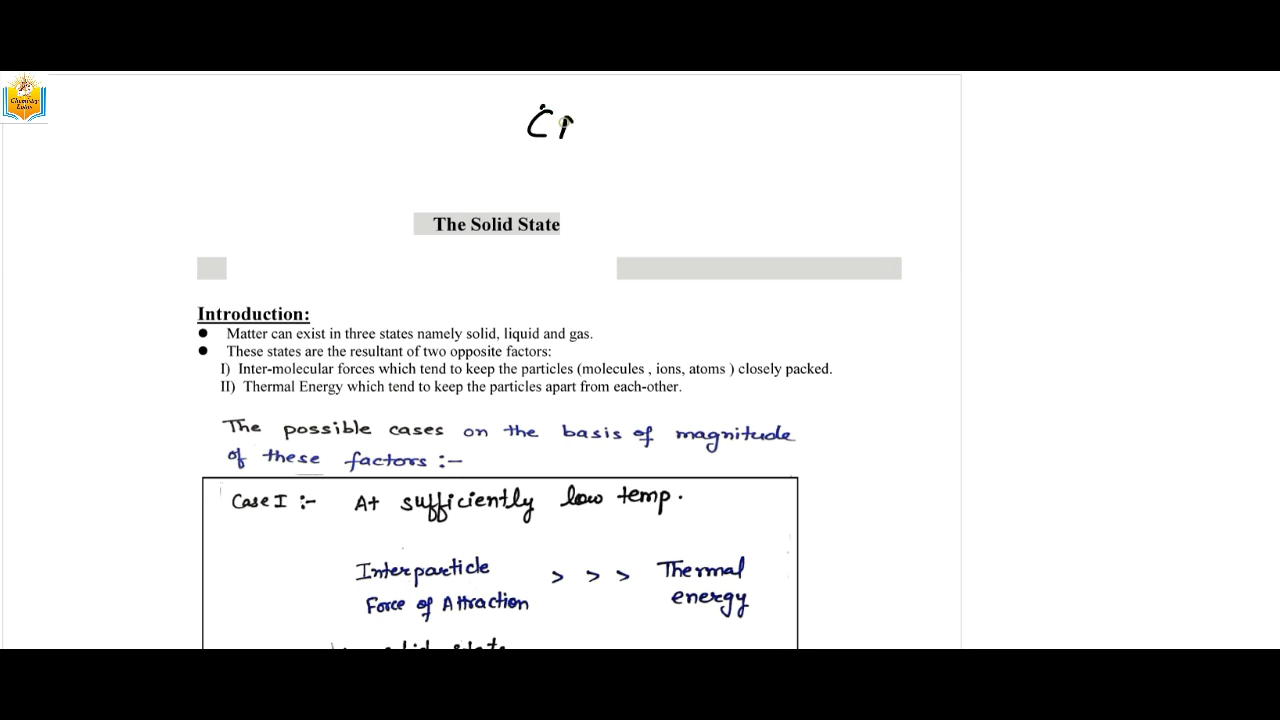 Chemistry
The Solid State
Introduction:
● Matter can exist in three states namely solid, liquid and gas.
● These states are the resultant of two opposite factors:
I) Inter-molecular forces which tend to keep the particles (molecules , ions, atoms ) closely packed.
II) Thermal Energy which tend to keep the particles apart from each-other.
The possible cases on the basis of magnitude
of these factors :-
Case I :- At sufficiently low temp.
Interparticle > > > Thermal
Force of Attraction energy
solid state